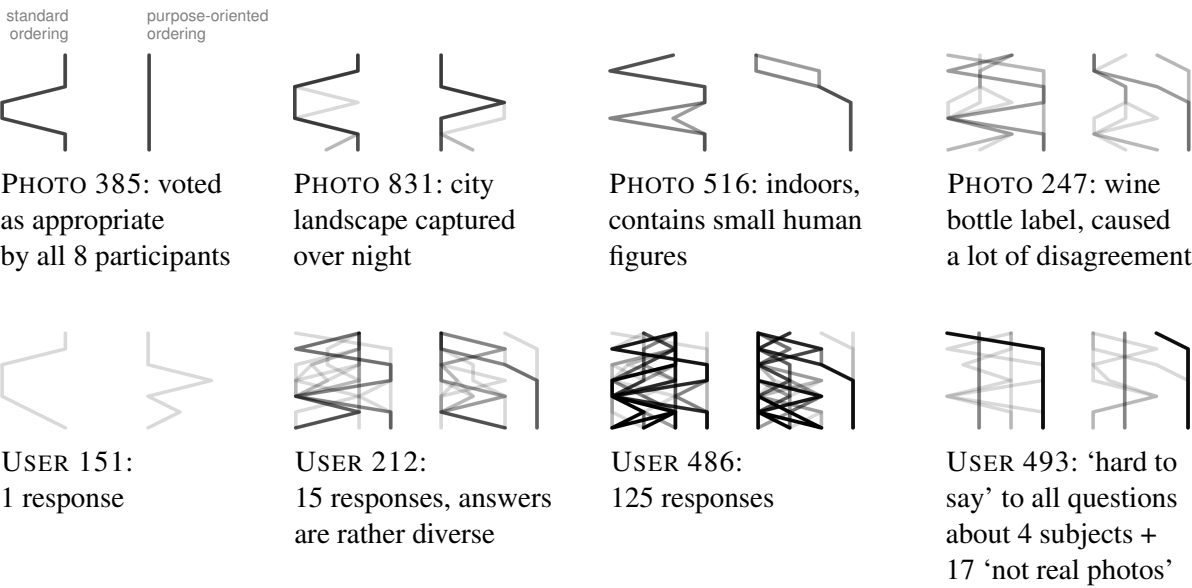 standard
ordering
purpose-oriented
ordering
PHOTO 385: voted
as appropriate
by all 8 participants
PHOTO 831: city
landscape captured
over night
PHOTO 516: indoors,
contains small human
figures
PHOTO 247: wine
bottle label, caused
a lot of disagreement
USER 151:
1 response
USER 212:
15 responses, answers
are rather diverse
USER 486:
125 responses
USER 493: ‘hard to
say’ to all questions
about 4 subjects +
17 ‘not real photos’